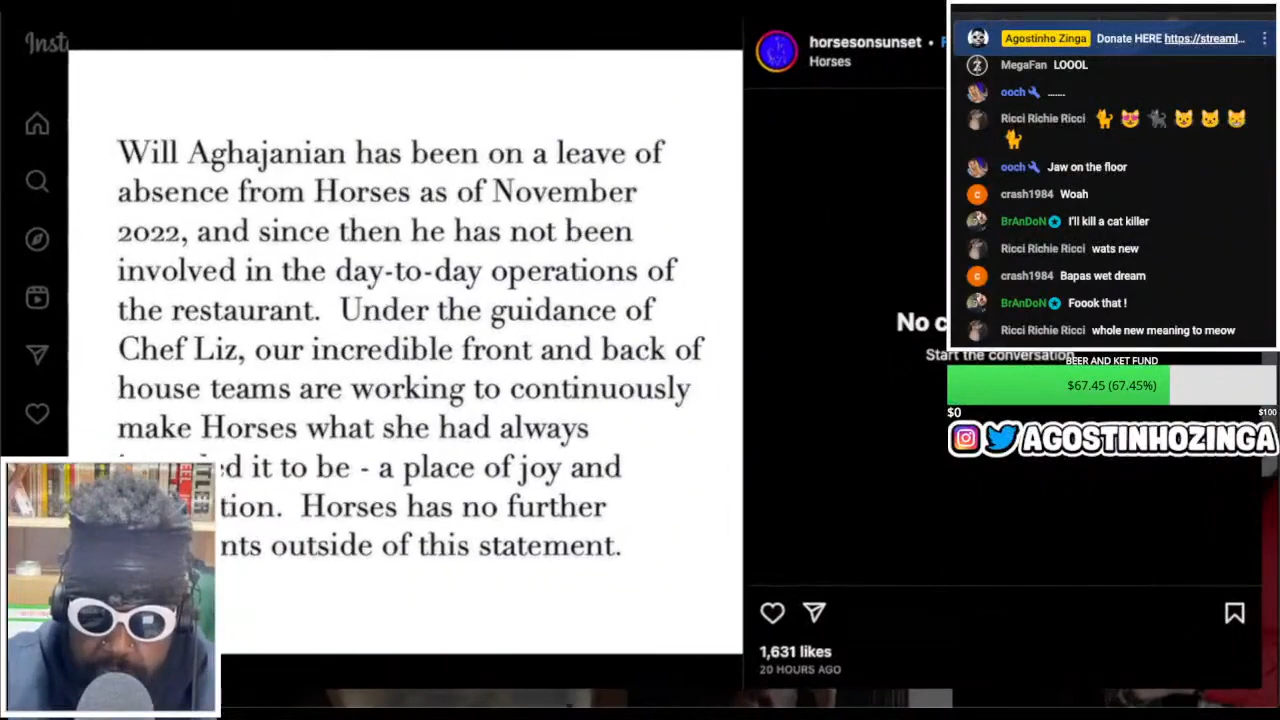 Inst
Will Aghajanian has been on a leave of
absence from Horses as of November
2022, and since then he has not been
involved in the day-to-day operations of
the restaurant. Under the guidance of
Chef Liz, our incredible front and back of
house teams are working to continuously
make Horses what she had always
ed it to be - a place of joy and
tion. Horses has no further
nts outside of this statement.
horsesonsunset •
Horses
No c
Start the conversation
1,631 likes
20 HOURS AGO
Agostinho Zinga Donate HERE https://streaml...
MegaFan LOOOL
ooch .......
Ricci Richie Ricci 🐈 😻 🐈‍⬛ 😺 🐱 😸
🐈
ooch Jaw on the floor
c crash1984 Woah
BrAnDoN I'll kill a cat killer
Ricci Richie Ricci wats new
c crash1984 Bapas wet dream
BrAnDoN Foook that !
Ricci Richie Ricci whole new meaning to meow
BEER AND KET FUND
$67.45 (67.45%)
$0 $100
AGOSTINHOZINGA